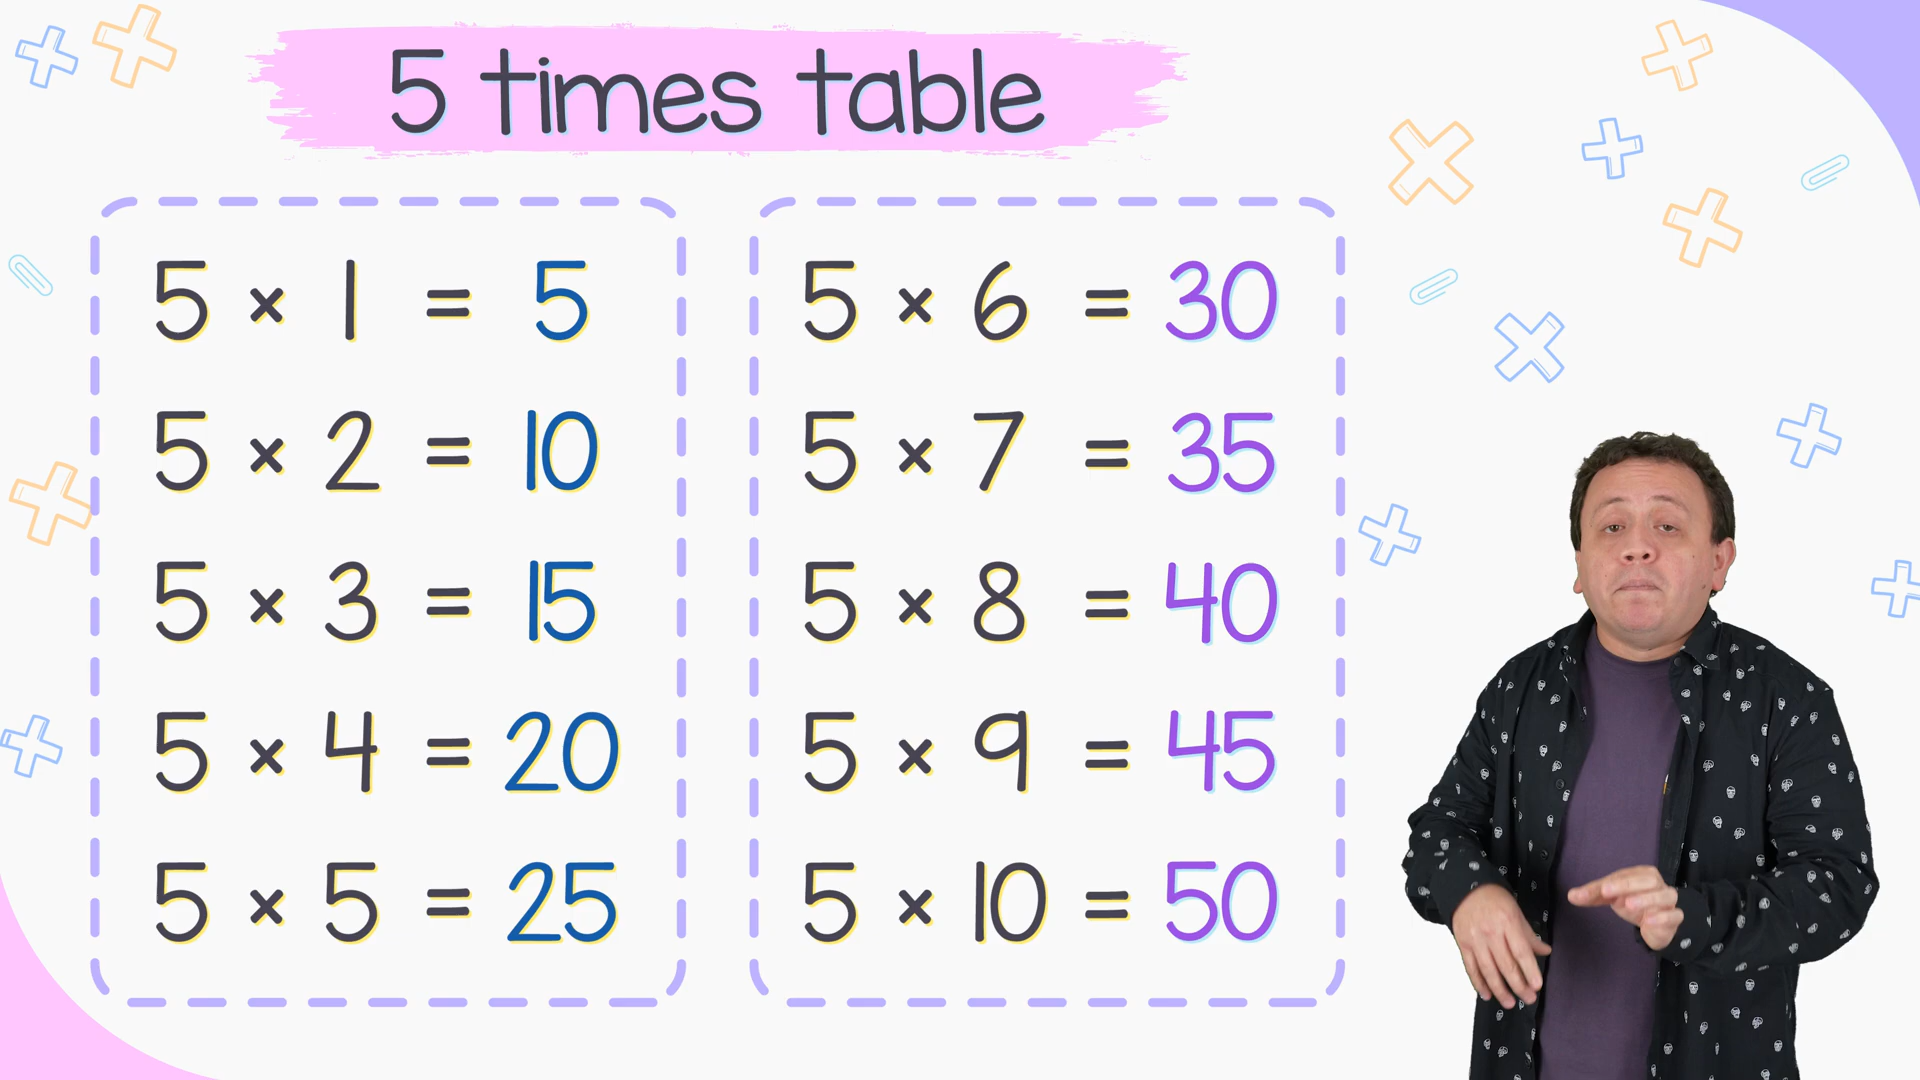 5 times table
5 × 1 = 5
5 × 2 = 10
5 × 3 = 15
5 × 4 = 20
5 × 5 = 25
5 × 6 = 30
5 × 7 = 35
5 × 8 = 40
5 × 9 = 45
5 × 10 = 50